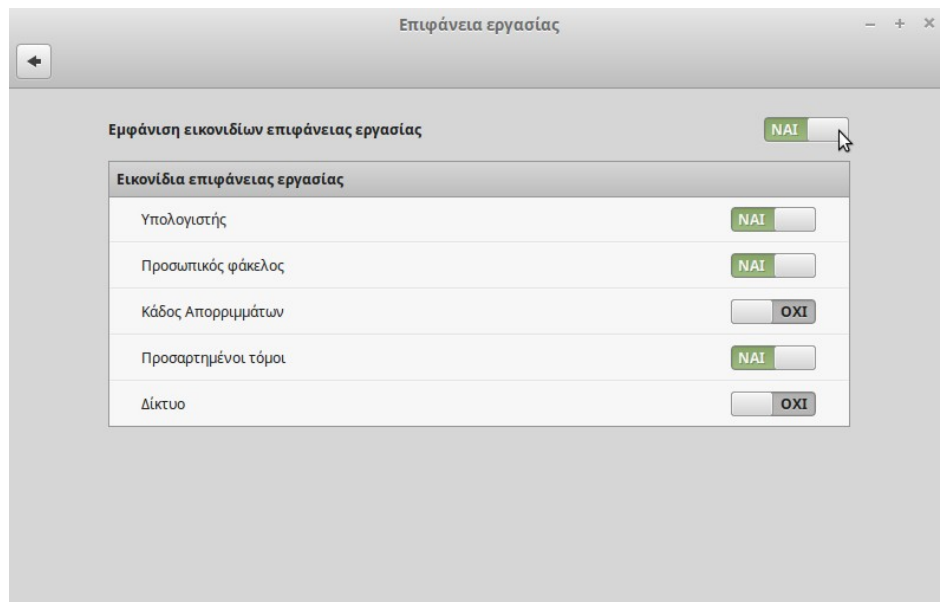 Επιφάνεια εργασίας
Εμφάνιση εικονιδίων επιφάνειας εργασίας ΝΑΙ
Εικονίδια επιφάνειας εργασίας
Υπολογιστής ΝΑΙ
Προσωπικός φάκελος ΝΑΙ
Κάδος Απορριμμάτων ΟΧΙ
Προσαρτημένοι τόμοι ΝΑΙ
Δίκτυο ΟΧΙ